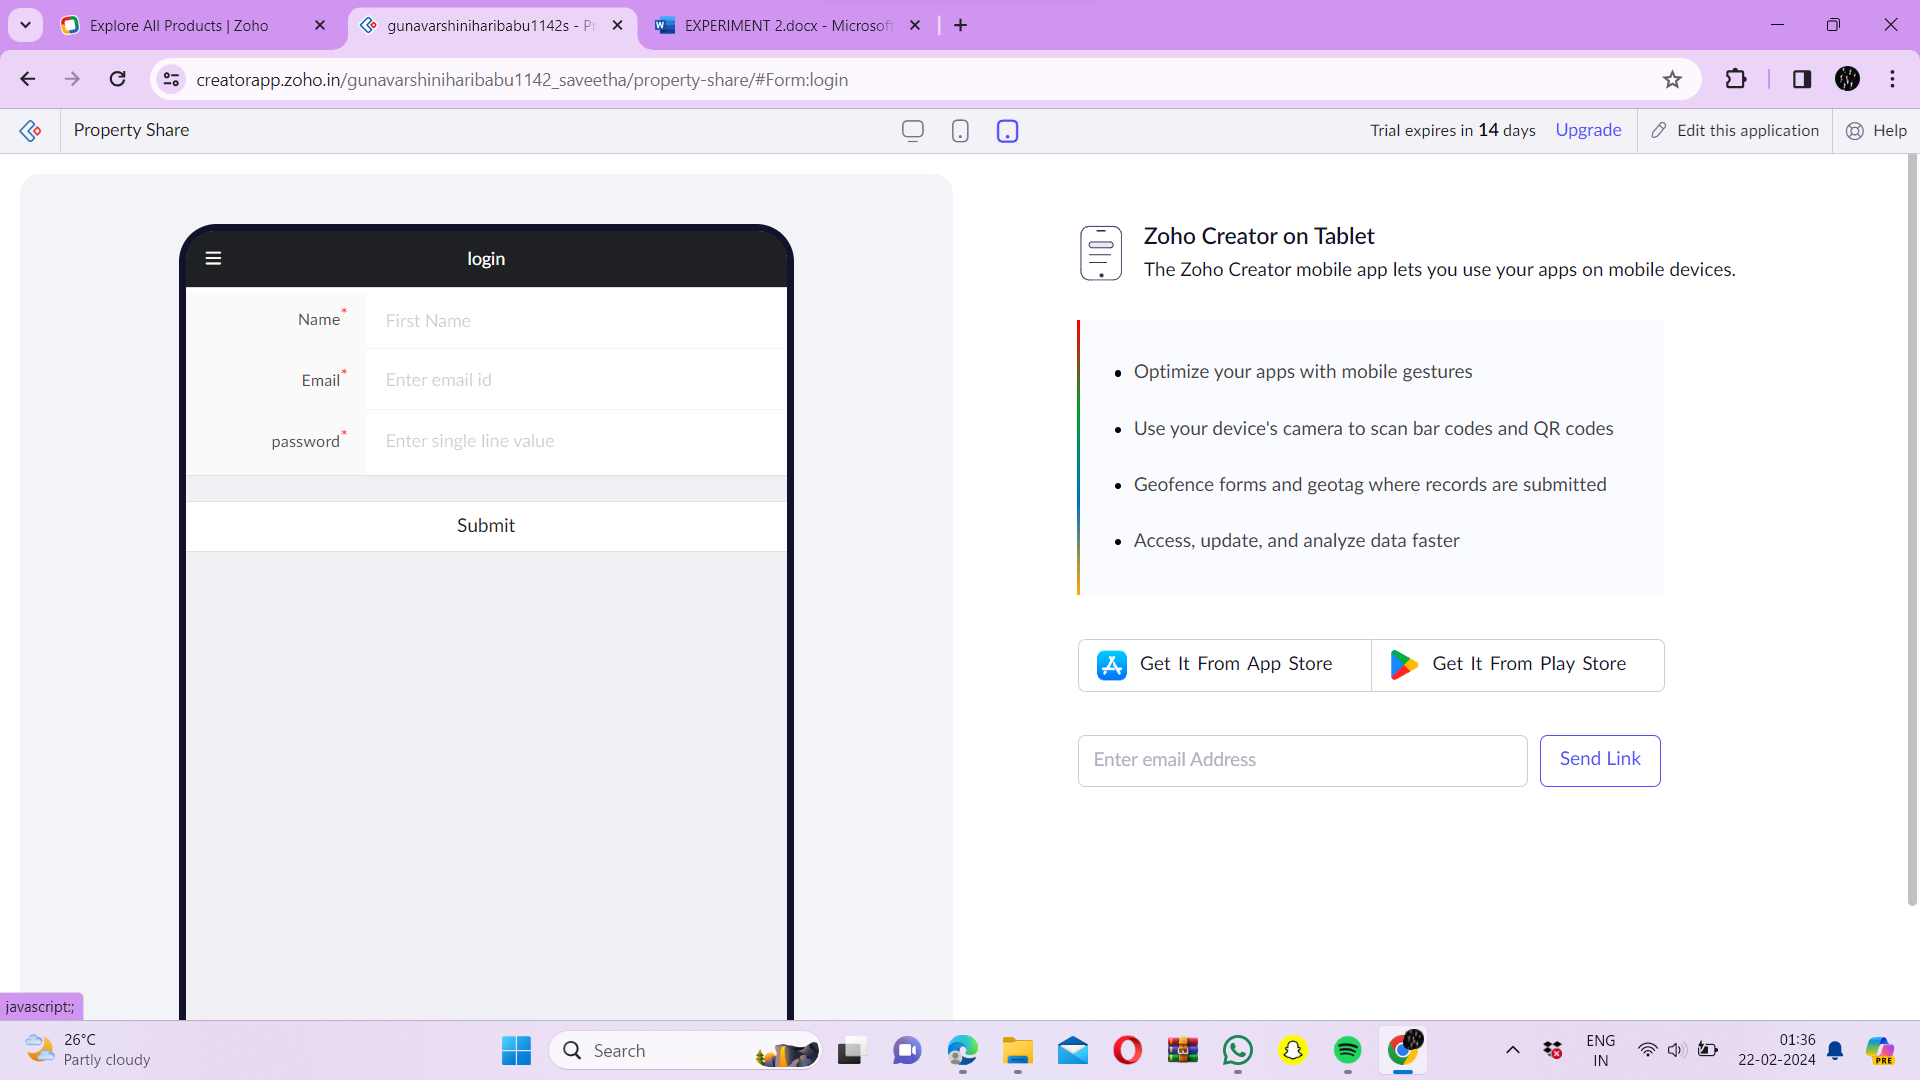 Explore All Products | Zoho
gunavarshiniharibabu1142s - Pr
EXPERIMENT 2.docx - Microsoft
creatorapp.zoho.in/gunavarshiniharibabu1142_saveetha/property-share/#Form:login
Property Share
Trial expires in 14 days Upgrade
Edit this application
Help
login
Name*
First Name
Email*
Enter email id
password*
Enter single line value
Submit
Zoho Creator on Tablet
The Zoho Creator mobile app lets you use your apps on mobile devices.
Optimize your apps with mobile gestures
Use your device's camera to scan bar codes and QR codes
Geofence forms and geotag where records are submitted
Access, update, and analyze data faster
Get It From App Store
Get It From Play Store
Enter email Address
Send Link
javascript:;
26°C
Partly cloudy
Search
ENG
IN
01:36
22-02-2024
PRE